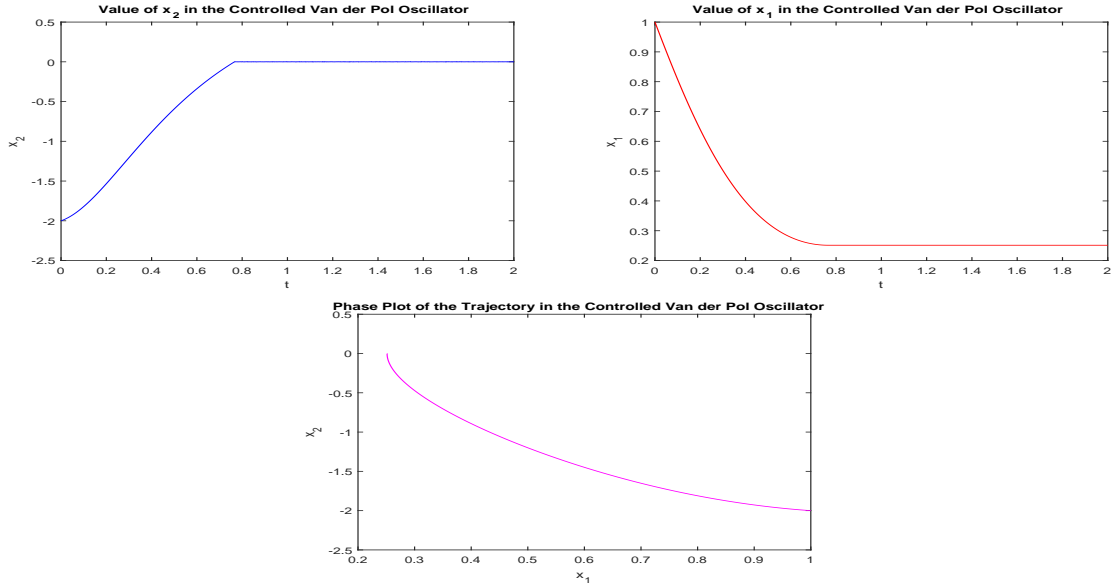 Value of x_2 in the Controlled Van der Pol Oscillator
0.5
0
-0.5
-1
-1.5
-2
-2.5
x_2
0 0.2 0.4 0.6 0.8 1 1.2 1.4 1.6 1.8 2
t
Value of x_1 in the Controlled Van der Pol Oscillator
1
0.9
0.8
0.7
0.6
0.5
0.4
0.3
0.2
x_1
0 0.2 0.4 0.6 0.8 1 1.2 1.4 1.6 1.8 2
t
Phase Plot of the Trajectory in the Controlled Van der Pol Oscillator
0.5
0
-0.5
-1
-1.5
-2
-2.5
x_2
0.2 0.3 0.4 0.5 0.6 0.7 0.8 0.9 1
x_1